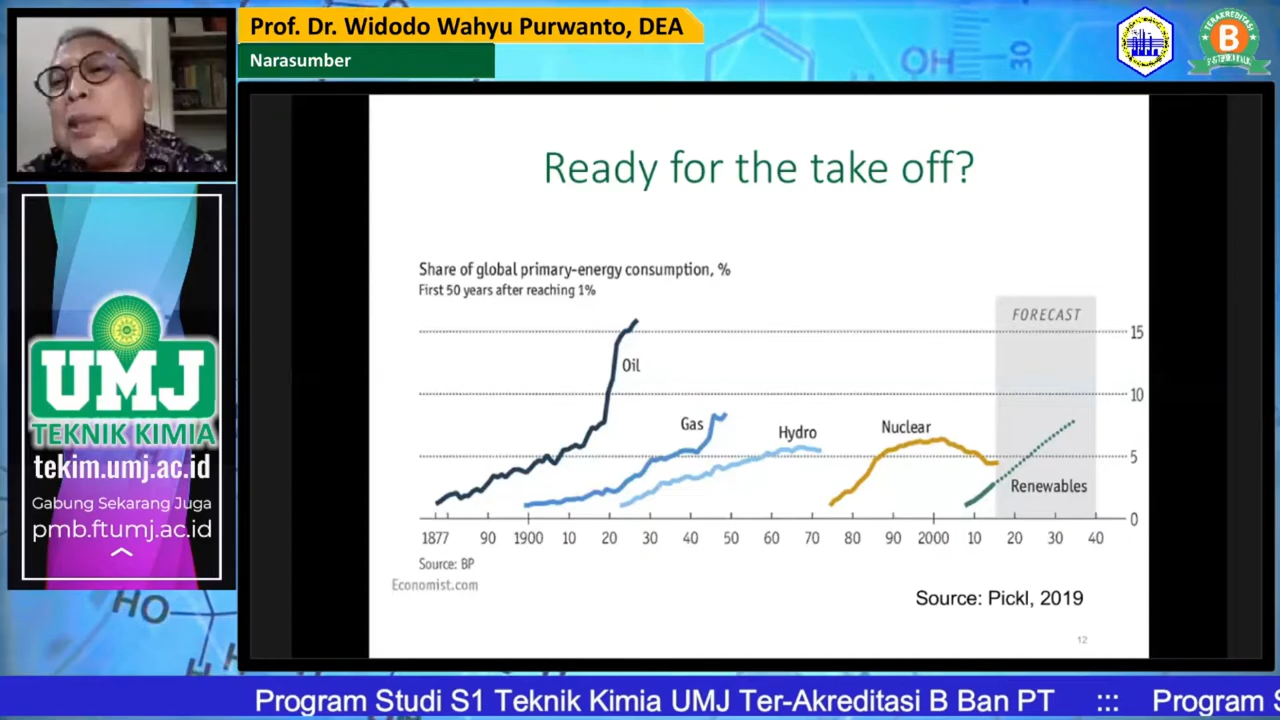 Prof. Dr. Widodo Wahyu Purwanto, DEA
Narasumber
TERAKREDITASI
B
OH
30
UMJ
TEKNIK KIMIA
tekim.umj.ac.id
Gabung Sekarang Juga
pmb.ftumj.ac.id
HO
H
H
Ready for the take off?
Share of global primary-energy consumption, %
First 50 years after reaching 1%
FORECAST
15
Oil
10
Gas
Hydro
Nuclear
5
Renewables
0
1877 90 1900 10 20 30 40 50 60 70 80 90 2000 10 20 30 40
Source: BP
Economist.com
Source: Pickl, 2019
12
Program Studi S1 Teknik Kimia UMJ Ter-Akreditasi B Ban PT ::: Program S